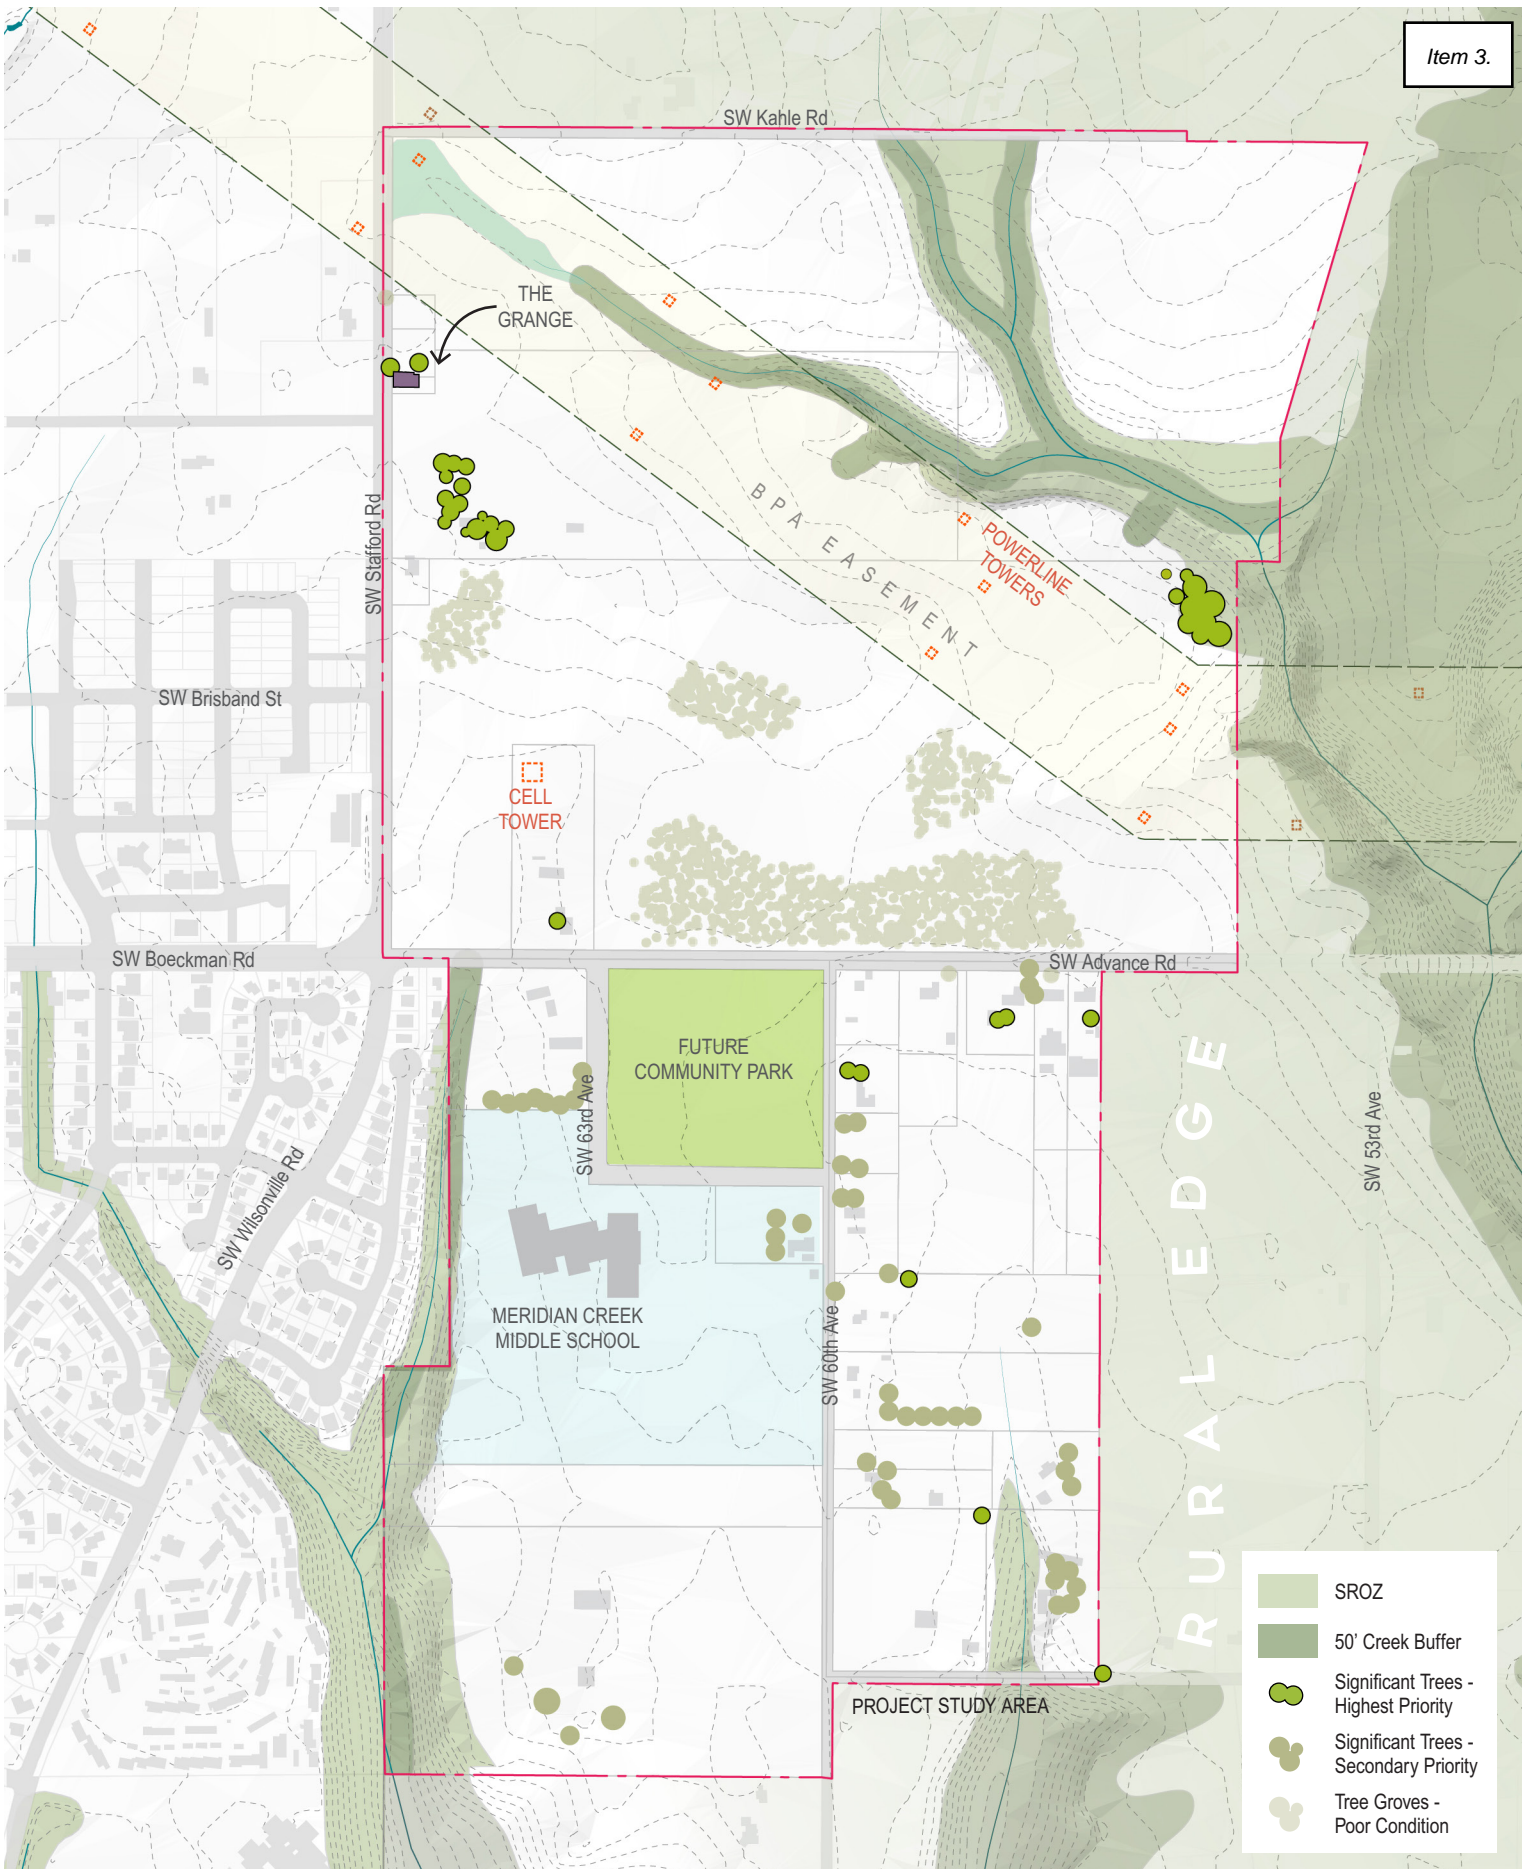 Item 3.
SW Kahle Rd
THE
GRANGE
SW Stafford Rd
BPA EASEMENT
POWERLINE
TOWERS
SW Brisband St
CELL
TOWER
SW Boeckman Rd
SW Advance Rd
FUTURE
COMMUNITY PARK
SW 63rd Ave
SW Wilsonville Rd
SW 53rd Ave
MERIDIAN CREEK
MIDDLE SCHOOL
SW 60th Ave
RURAL EDGE
PROJECT STUDY AREA
SROZ
50' Creek Buffer
Significant Trees -
Highest Priority
Significant Trees -
Secondary Priority
Tree Groves -
Poor Condition